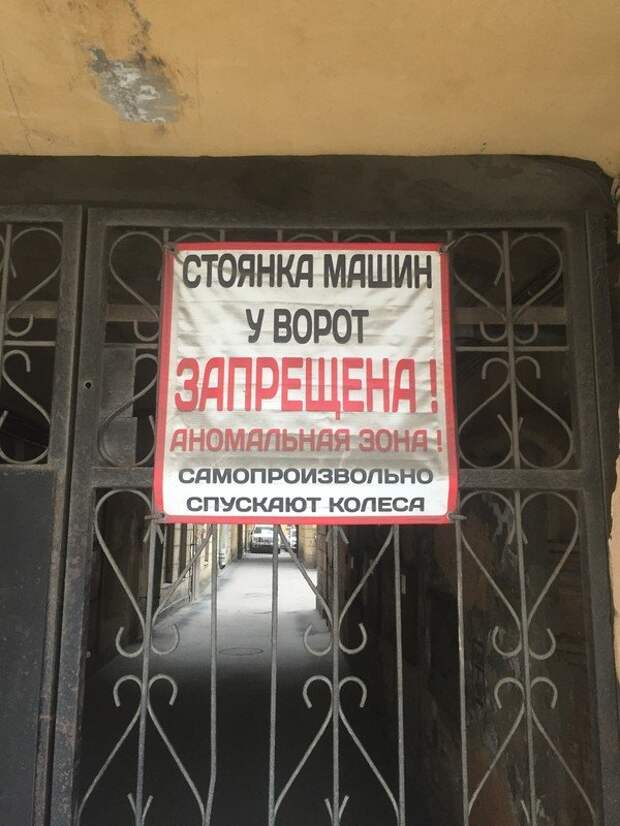 СТОЯНКА МАШИН
У ВОРОТ
ЗАПРЕЩЕНА!
АНОМАЛЬНАЯ ЗОНА!
САМОПРОИЗВОЛЬНО
СПУСКАЮТ КОЛЕСА